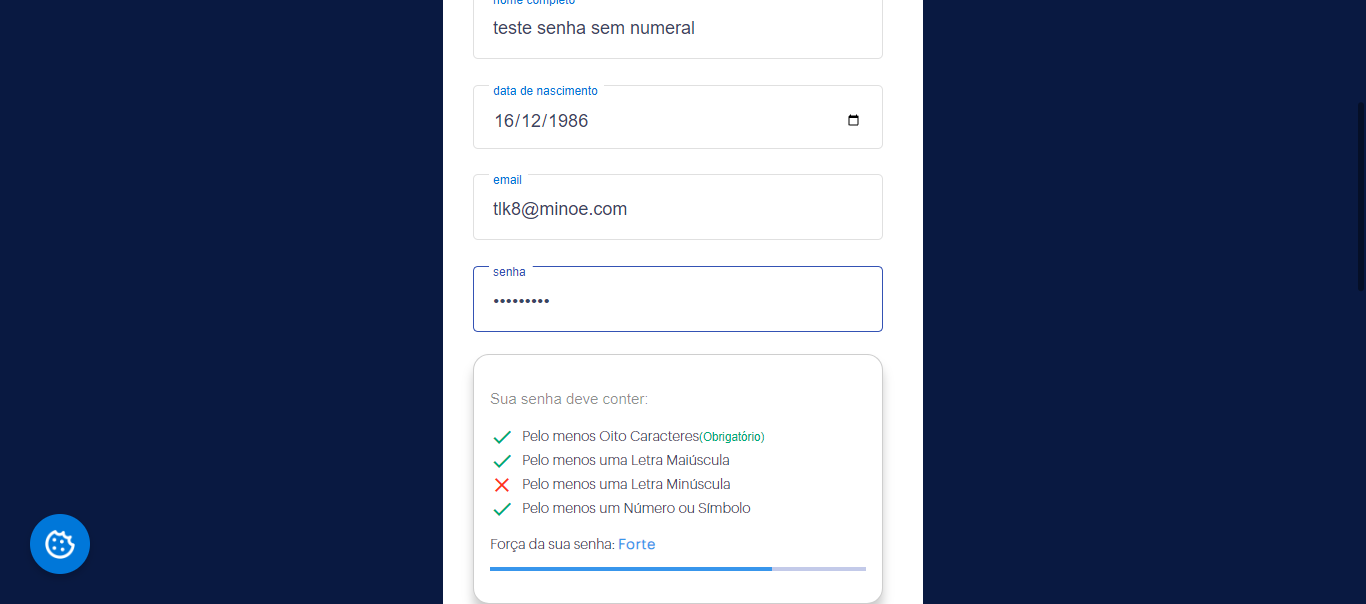 nome completo
teste senha sem numeral
data de nascimento
16/12/1986
email
tlk8@minoe.com
senha
•••••••••
Sua senha deve conter:
Pelo menos Oito Caracteres(Obrigatório)
Pelo menos uma Letra Maiúscula
Pelo menos uma Letra Minúscula
Pelo menos um Número ou Símbolo
Força da sua senha: Forte